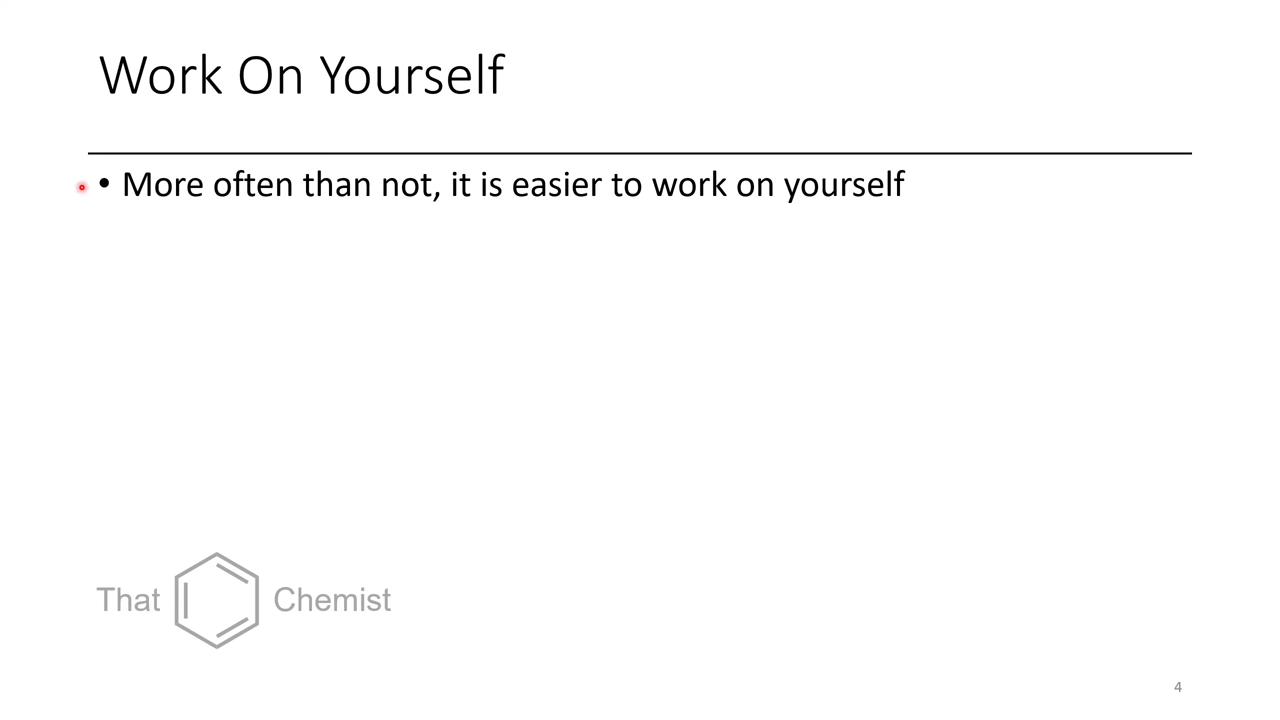 Work On Yourself
• More often than not, it is easier to work on yourself
That Chemist
4